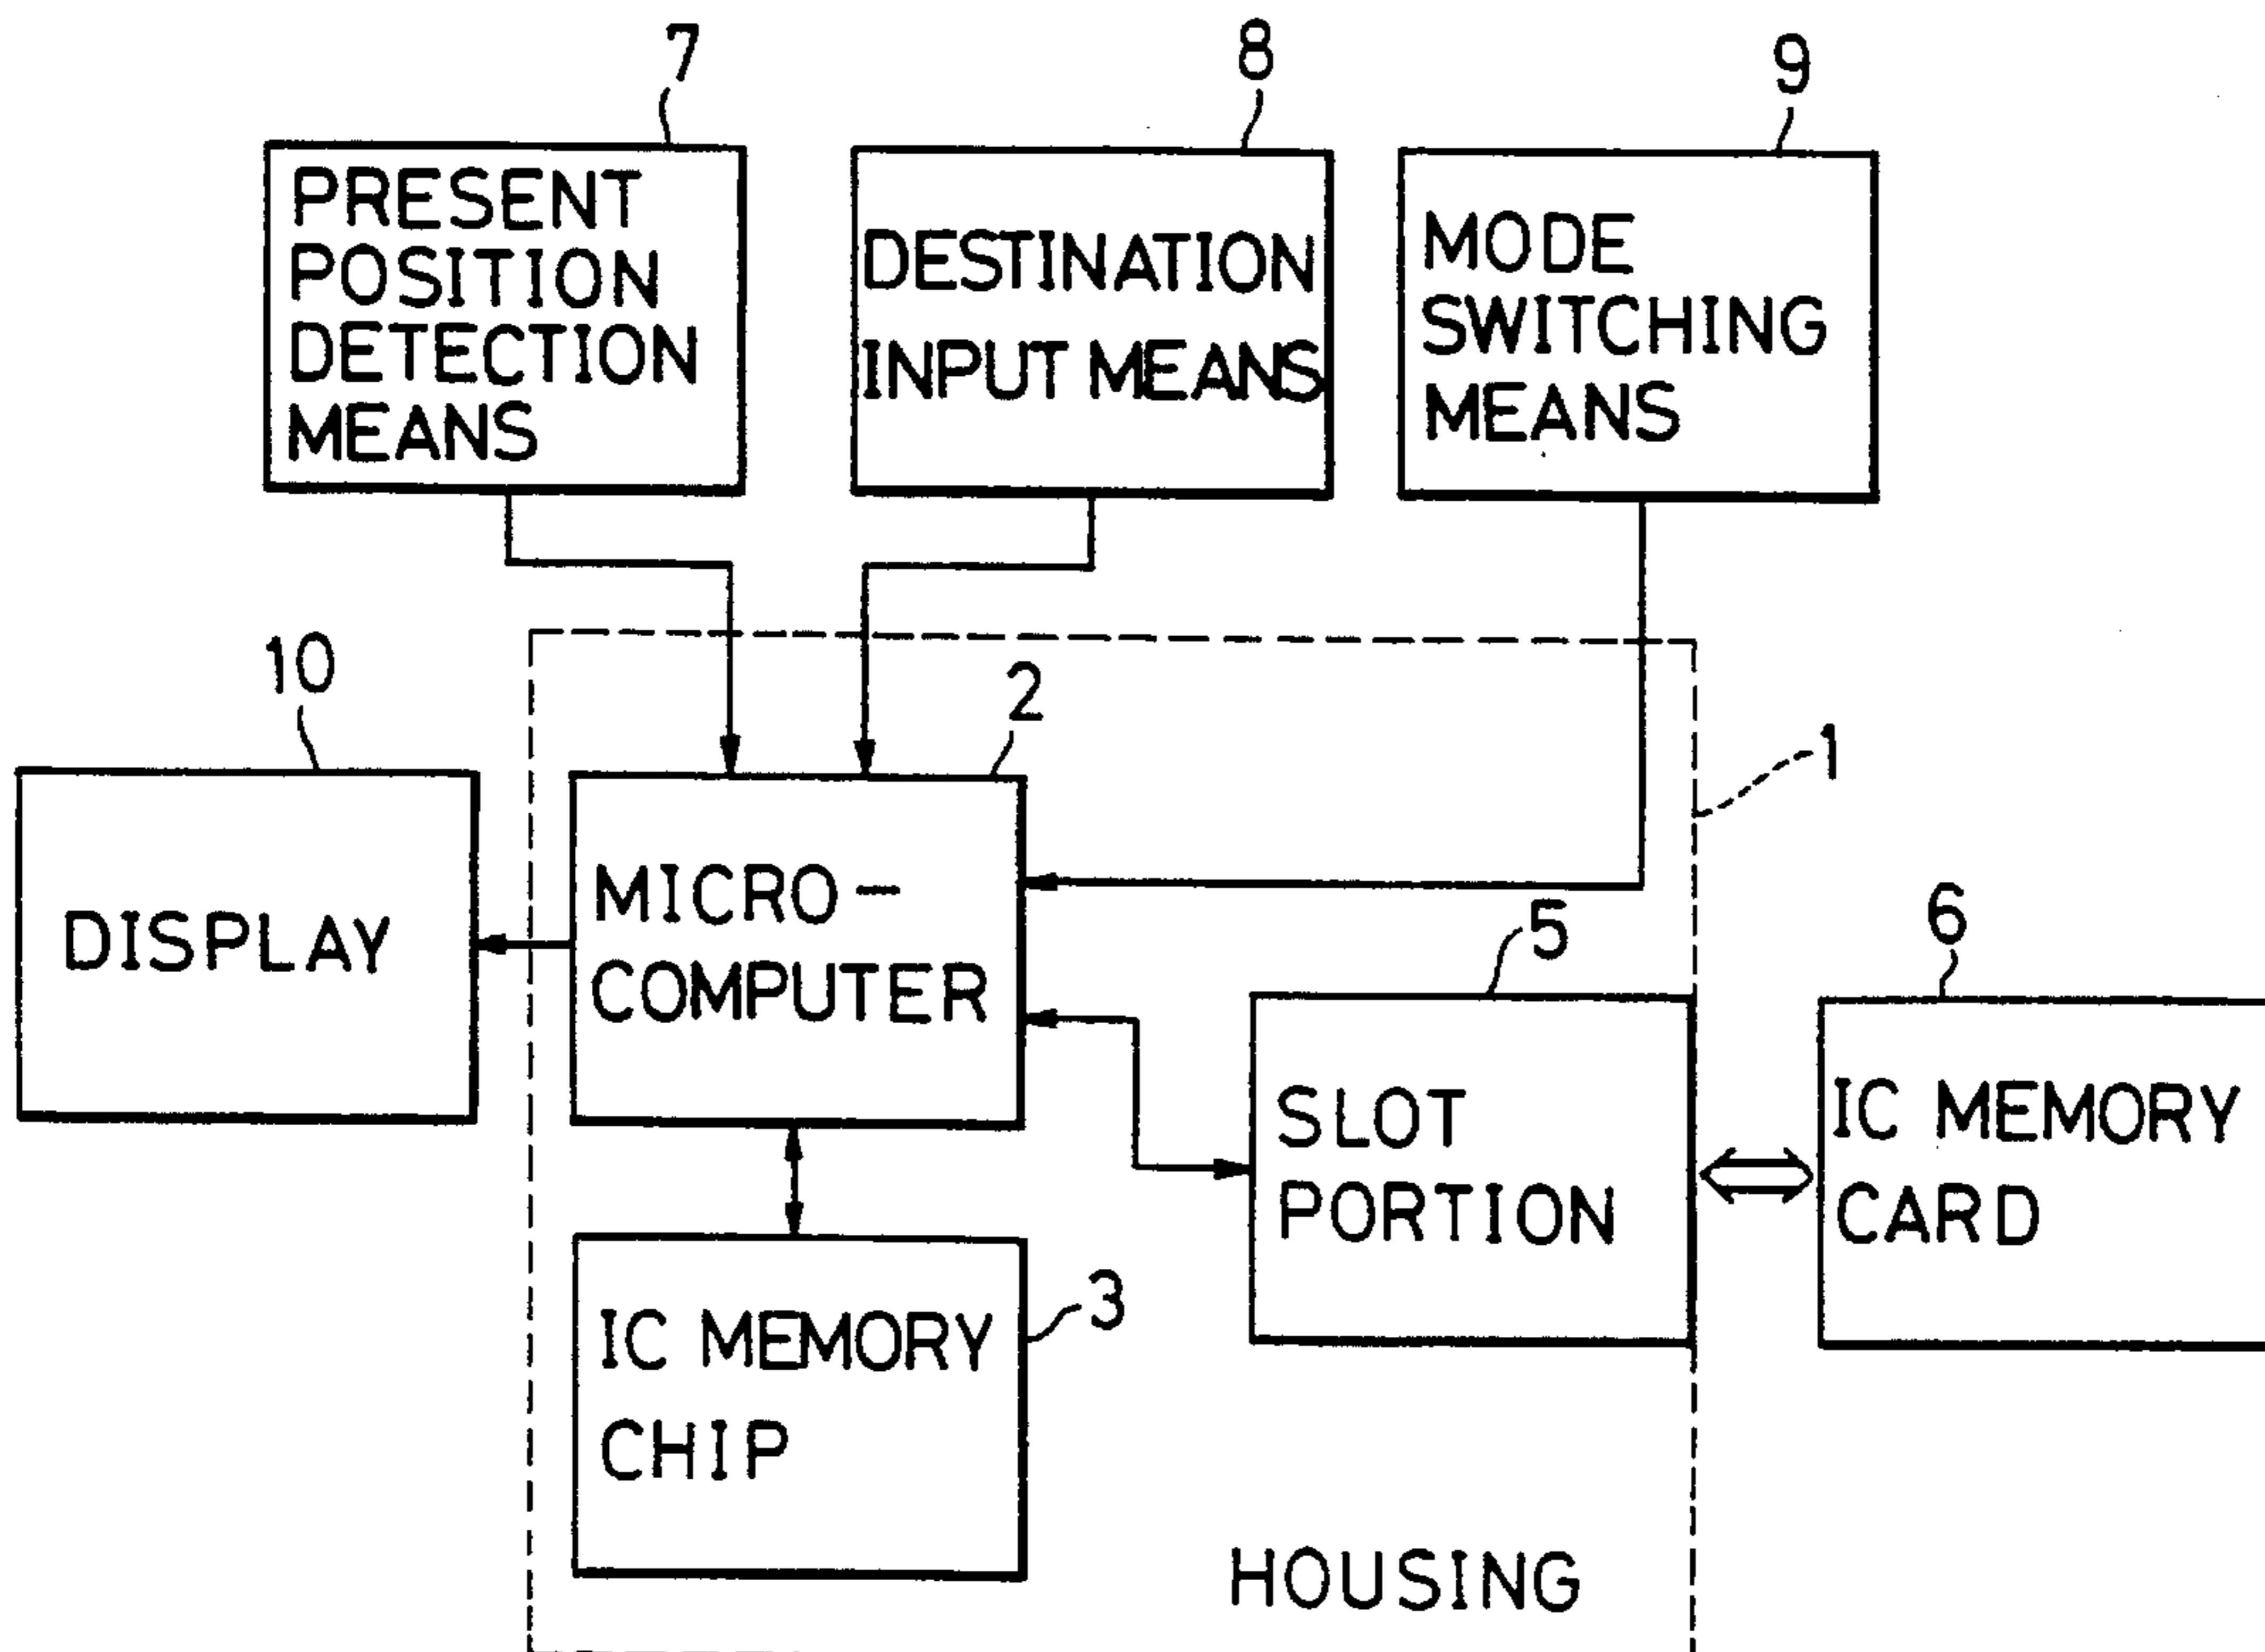 7
8
9
PRESENT
POSITION
DETECTION
MEANS
DESTINATION
INPUT MEANS
MODE
SWITCHING
MEANS
10
2
1
DISPLAY
MICRO-
COMPUTER
5
6
SLOT
PORTION
IC MEMORY
CARD
3
IC MEMORY
CHIP
HOUSING